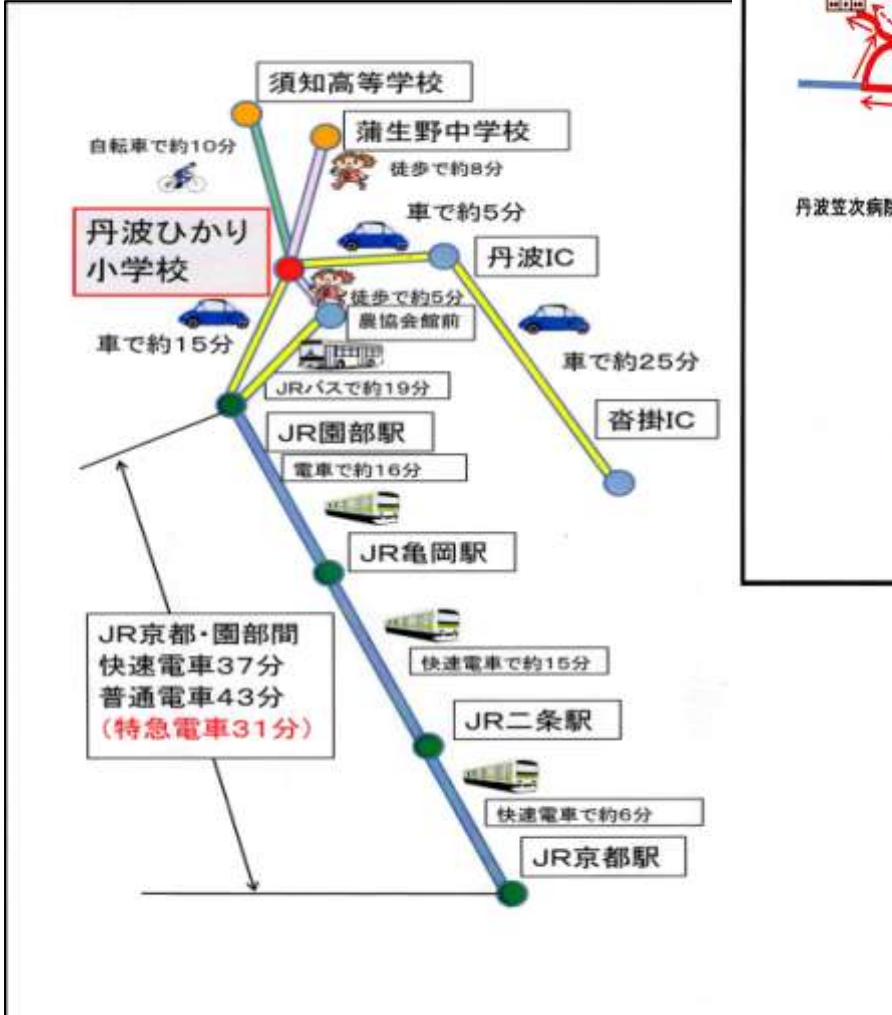 須知高等学校
自転車で約10分
蒲生野中学校
徒歩で約8分
丹波ひかり
小学校
車で約5分
丹波IC
徒歩で約5分
農協会館前
車で約15分
車で約25分
JRバスで約19分
沓掛IC
JR園部駅
電車で約16分
JR亀岡駅
JR京都・園部間
快速電車37分
普通電車43分
(特急電車31分)
快速電車で約15分
JR二条駅
快速電車で約6分
JR京都駅
丹波笠次病院